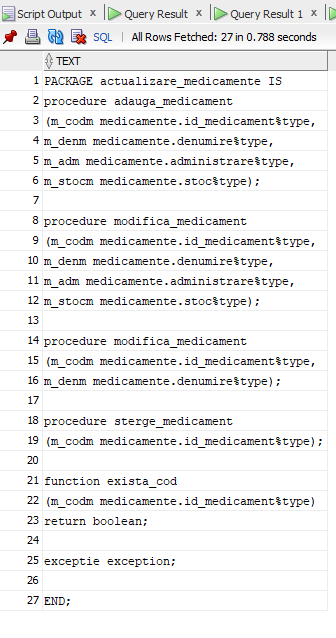 Script Output × Query Result × Query Result 1 ×
SQL | All Rows Fetched: 27 in 0.788 seconds
TEXT
1 PACKAGE actualizare_medicamente IS
2 procedure adauga_medicament
3 (m_codm medicamente.id_medicament%type,
4 m_denm medicamente.denumire%type,
5 m_adm medicamente.administrare%type,
6 m_stocm medicamente.stoc%type);
7
8 procedure modifica_medicament
9 (m_codm medicamente.id_medicament%type,
10 m_denm medicamente.denumire%type,
11 m_adm medicamente.administrare%type,
12 m_stocm medicamente.stoc%type);
13
14 procedure modifica_medicament
15 (m_codm medicamente.id_medicament%type,
16 m_denm medicamente.denumire%type);
17
18 procedure sterge_medicament
19 (m_codm medicamente.id_medicament%type);
20
21 function exista_cod
22 (m_codm medicamente.id_medicament%type)
23 return boolean;
24
25 exceptie exception;
26
27 END;